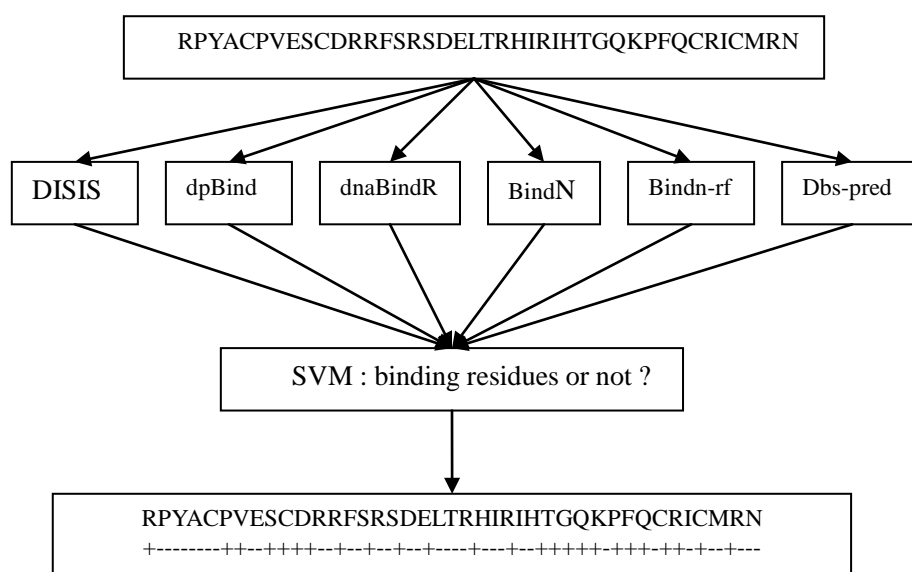 RPYACPVESCDRRFSRSDELTRHIRIHTGQKPFQCRICMRN
DISIS
dpBind
dnaBindR
BindN
Bindn-rf
Dbs-pred
SVM : binding residues or not ?
RPYACPVESCDRRFSRSDELTRHIRIHTGQKPFQCRICMRN
+--------++--++++--+--+--+--+----+---+--+++++-+++-++-+--+---